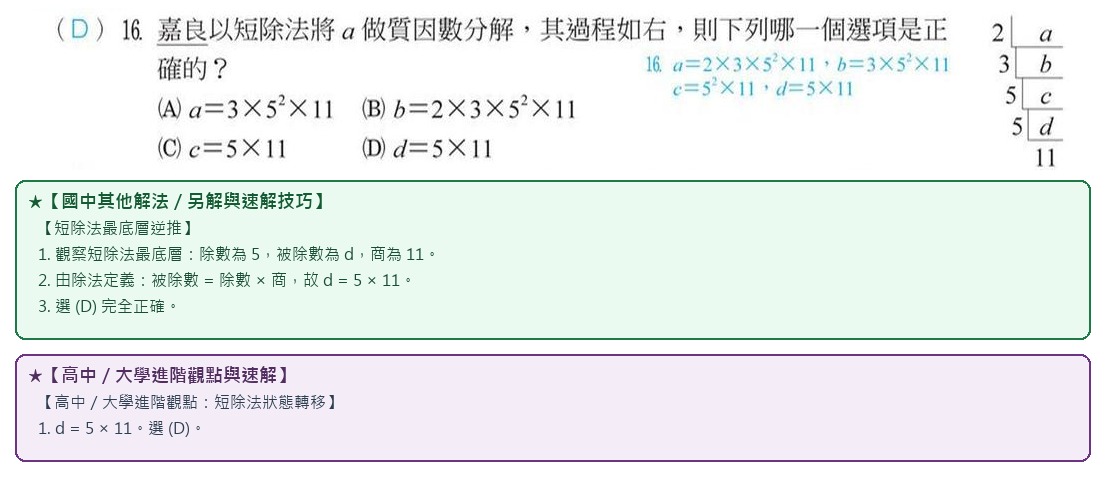 （D）16. 嘉良以短除法將 a 做質因數分解，其過程如右，則下列哪一個選項是正
確的？
(A) a＝3×5²×11　(B) b＝2×3×5²×11
(C) c＝5×11　(D) d＝5×11
16. a＝2×3×5²×11，b＝3×5²×11
c＝5²×11，d＝5×11
2 a
3 b
5 c
5 d
11
★【國中其他解法 / 另解與速解技巧】
【短除法最底層逆推】
1. 觀察短除法最底層：除數為 5，被除數為 d，商為 11。
2. 由除法定義：被除數 = 除數 × 商，故 d = 5 × 11。
3. 選 (D) 完全正確。
★【高中 / 大學進階觀點與速解】
【高中 / 大學進階觀點：短除法狀態轉移】
1. d = 5 × 11。選 (D)。